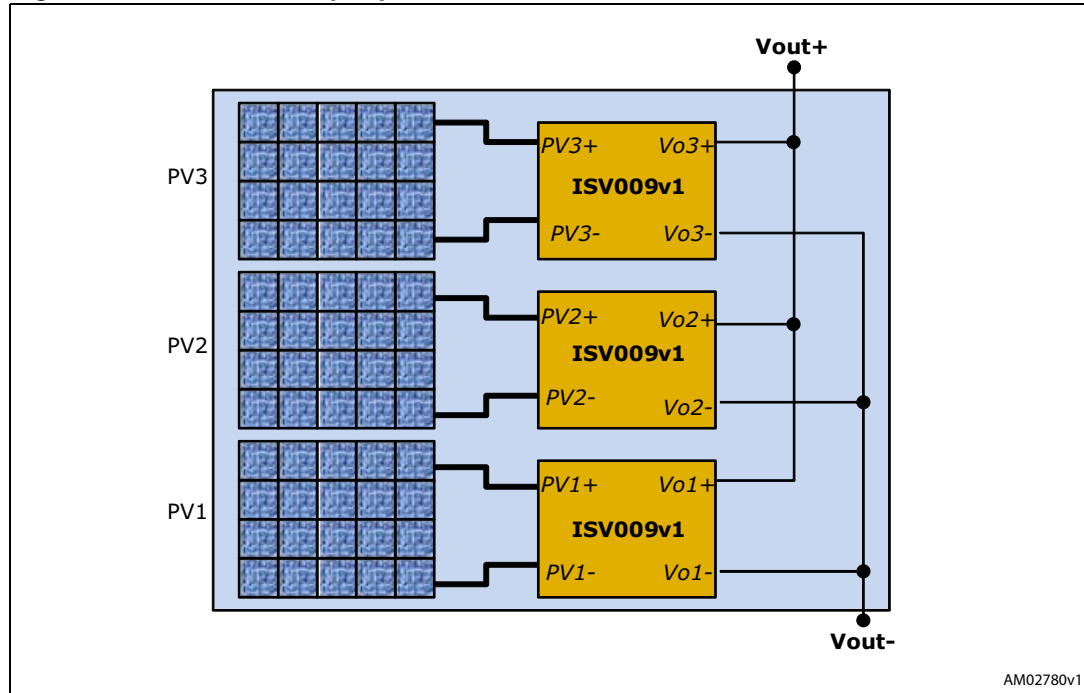 Vout+
PV3
PV3+ Vo3+
ISV009v1
PV3- Vo3-
PV2
PV2+ Vo2+
ISV009v1
PV2- Vo2-
PV1
PV1+ Vo1+
ISV009v1
PV1- Vo1-
Vout-
AM02780v1